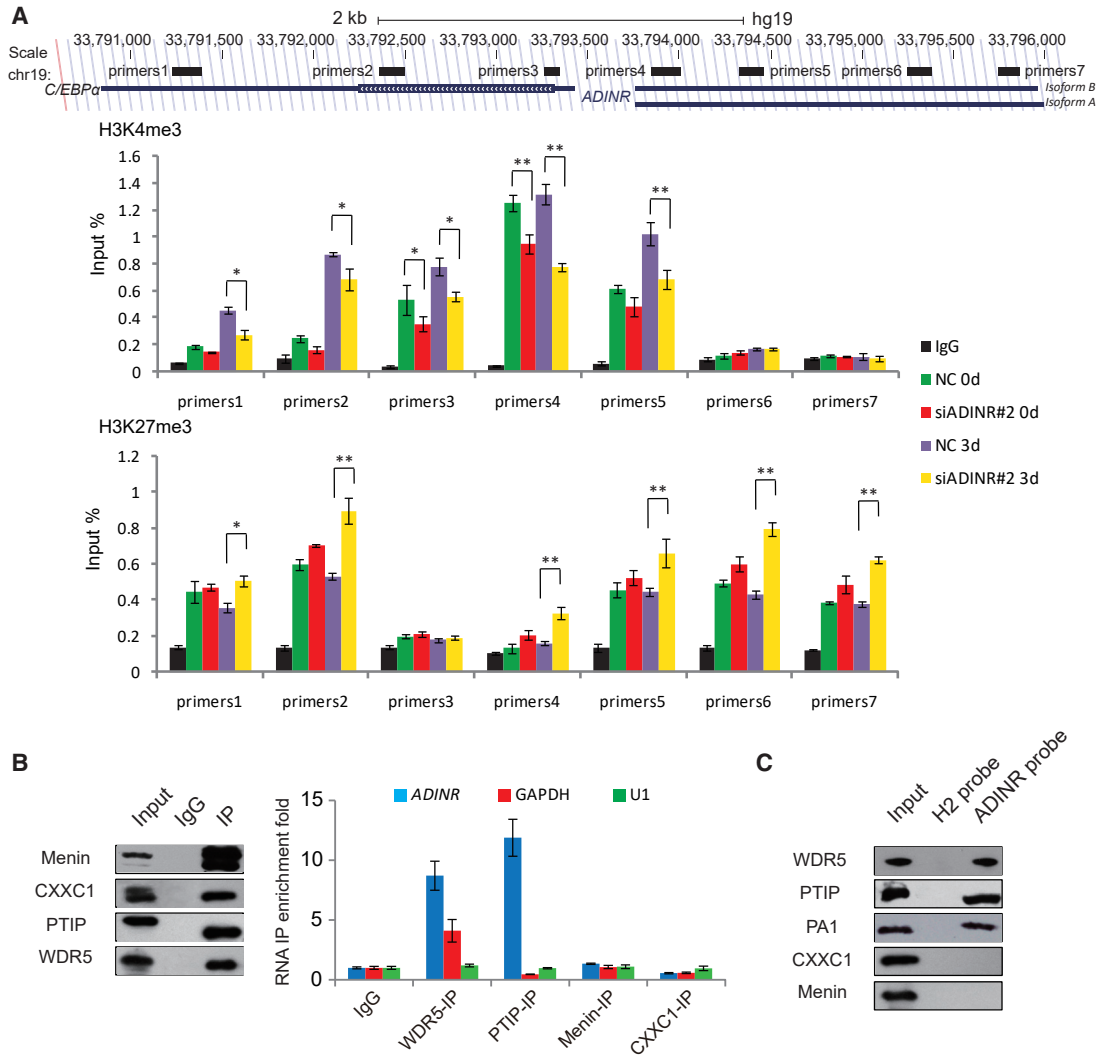 A
2 kb hg19
Scale 33,791,000 33,791,500 33,792,000 33,792,500 33,793,000 33,793,500 33,794,000 33,794,500 33,795,000 33,795,500 33,796,000
chr19: primers1 primers2 primers3 primers4 primers5 primers6 primers7
C/EBPα ADINR Isoform B
Isoform A
H3K4me3
Input %
1.6
1.4
1.2
1
0.8
0.6
0.4
0.2
0
* * * * ** ** **
primers1 primers2 primers3 primers4 primers5 primers6 primers7
IgG
NC 0d
siADINR#2 0d
NC 3d
siADINR#2 3d
H3K27me3
Input %
1.2
1
0.8
0.6
0.4
0.2
0
* ** ** ** ** **
primers1 primers2 primers3 primers4 primers5 primers6 primers7
B
Input IgG IP
Menin
CXXC1
PTIP
WDR5
RNA IP enrichment fold
15
10
5
0
ADINR GAPDH U1
IgG WDR5-IP PTIP-IP Menin-IP CXXC1-IP
C
Input H2 probe ADINR probe
WDR5
PTIP
PA1
CXXC1
Menin